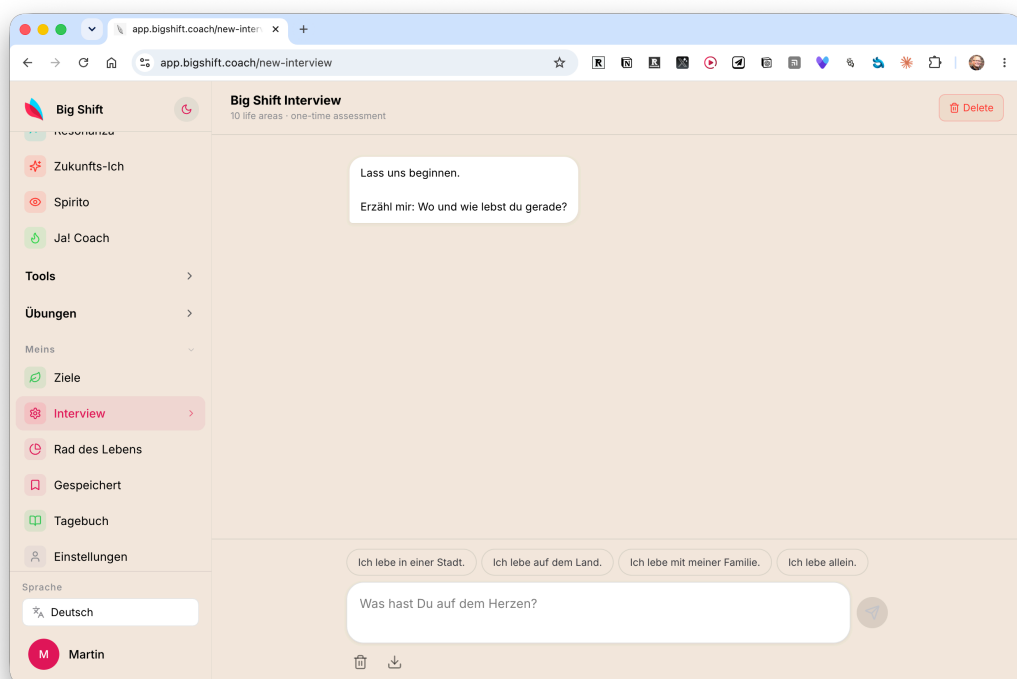 app.bigshift.coach/new-inter
app.bigshift.coach/new-interview
Big Shift
Big Shift Interview
10 life areas · one-time assessment
Delete
Resonanza
Zukunfts-Ich
Spirito
Ja! Coach
Tools
Übungen
Meins
Ziele
Interview
Rad des Lebens
Gespeichert
Tagebuch
Einstellungen
Sprache
Deutsch
M
Martin
Lass uns beginnen.
Erzähl mir: Wo und wie lebst du gerade?
Ich lebe in einer Stadt.
Ich lebe auf dem Land.
Ich lebe mit meiner Familie.
Ich lebe allein.
Was hast Du auf dem Herzen?